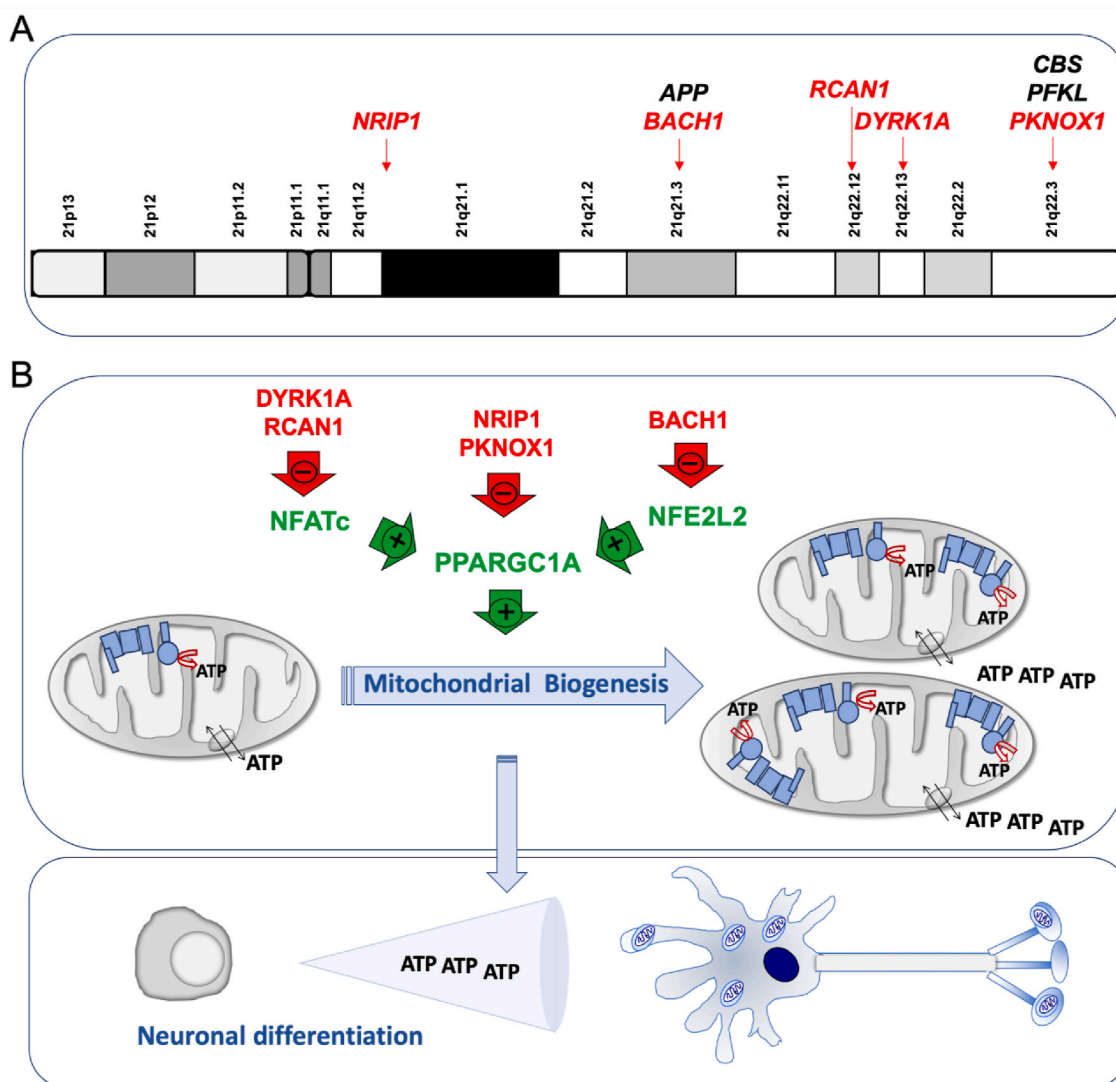 A
CBS
APP
RCAN1
PFKL
NRIP1
BACH1
DYRK1A
PKNOX1
21p13
21p12
21p11.2
21p11.1
21q11.1
21q11.2
21q21.1
21q21.2
21q21.3
21q22.11
21q22.12
21q22.13
21q22.2
21q22.3
B
DYRK1A
RCAN1
NRIP1
PKNOX1
BACH1
NFATc
NFE2L2
PPARGC1A
ATP
ATP
Mitochondrial Biogenesis
ATP
ATP
ATP ATP ATP
ATP
ATP
ATP
ATP ATP ATP
ATP ATP ATP
Neuronal differentiation